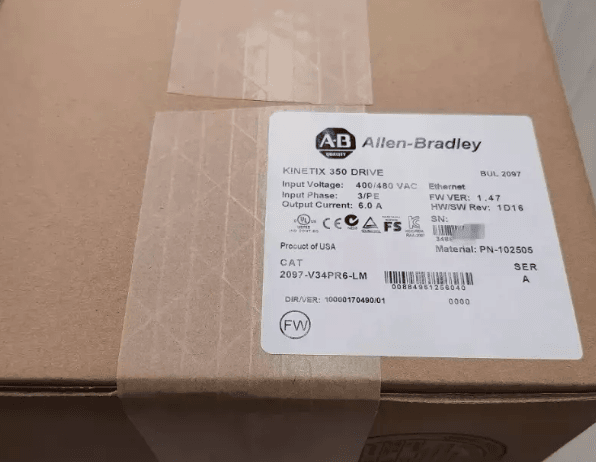 A-B
QUALITY
Allen-Bradley
KINETIX 350 DRIVE BUL 2097
Input Voltage: 400/480 VAC Ethernet
Input Phase: 3/PE FW VER: 1.47
Output Current: 6.0 A HW/SW Rev: 1D16
SN:
FS
Product of USA Material: PN-102505
CAT SER
2097-V34PR6-LM A
DIR/VER: 10000170490/01 0000
FW